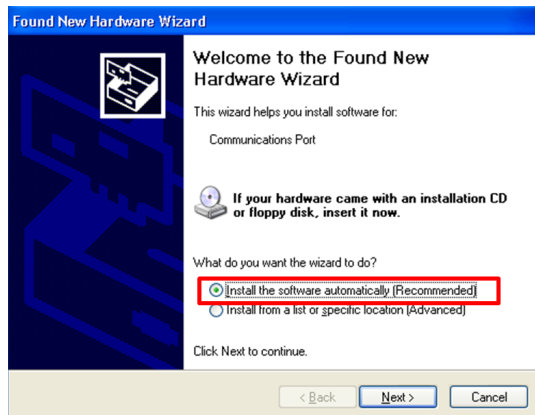 Found New Hardware Wizard
Welcome to the Found New
Hardware Wizard
This wizard helps you install software for:
Communications Port
If your hardware came with an installation CD
or floppy disk, insert it now.
What do you want the wizard to do?
Install the software automatically (Recommended)
Install from a list or specific location (Advanced)
Click Next to continue.
< Back
Next >
Cancel